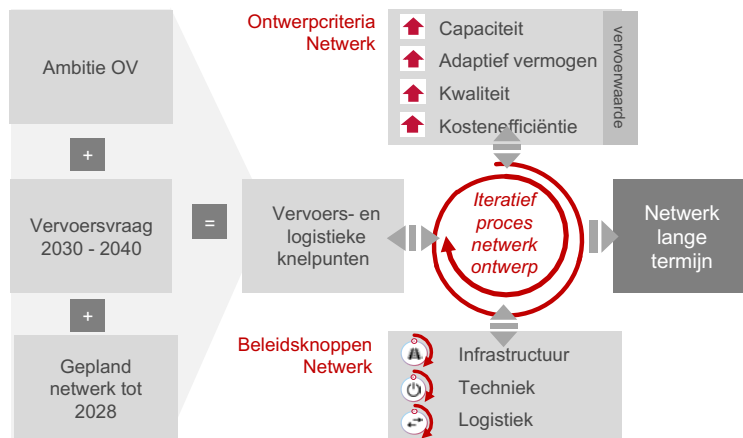 Ambitie OV
+
Vervoersvraag
2030 - 2040
+
Gepland
netwerk tot
2028
=
Vervoers- en
logistieke
knelpunten
Ontwerpcriteria
Netwerk
Capaciteit
Adaptief vermogen
Kwaliteit
Kostenefficiëntie
vervoerwaarde
Iteratief
proces
netwerk
ontwerp
Beleidsknoppen
Netwerk
Infrastructuur
Techniek
Logistiek
Netwerk
lange
termijn